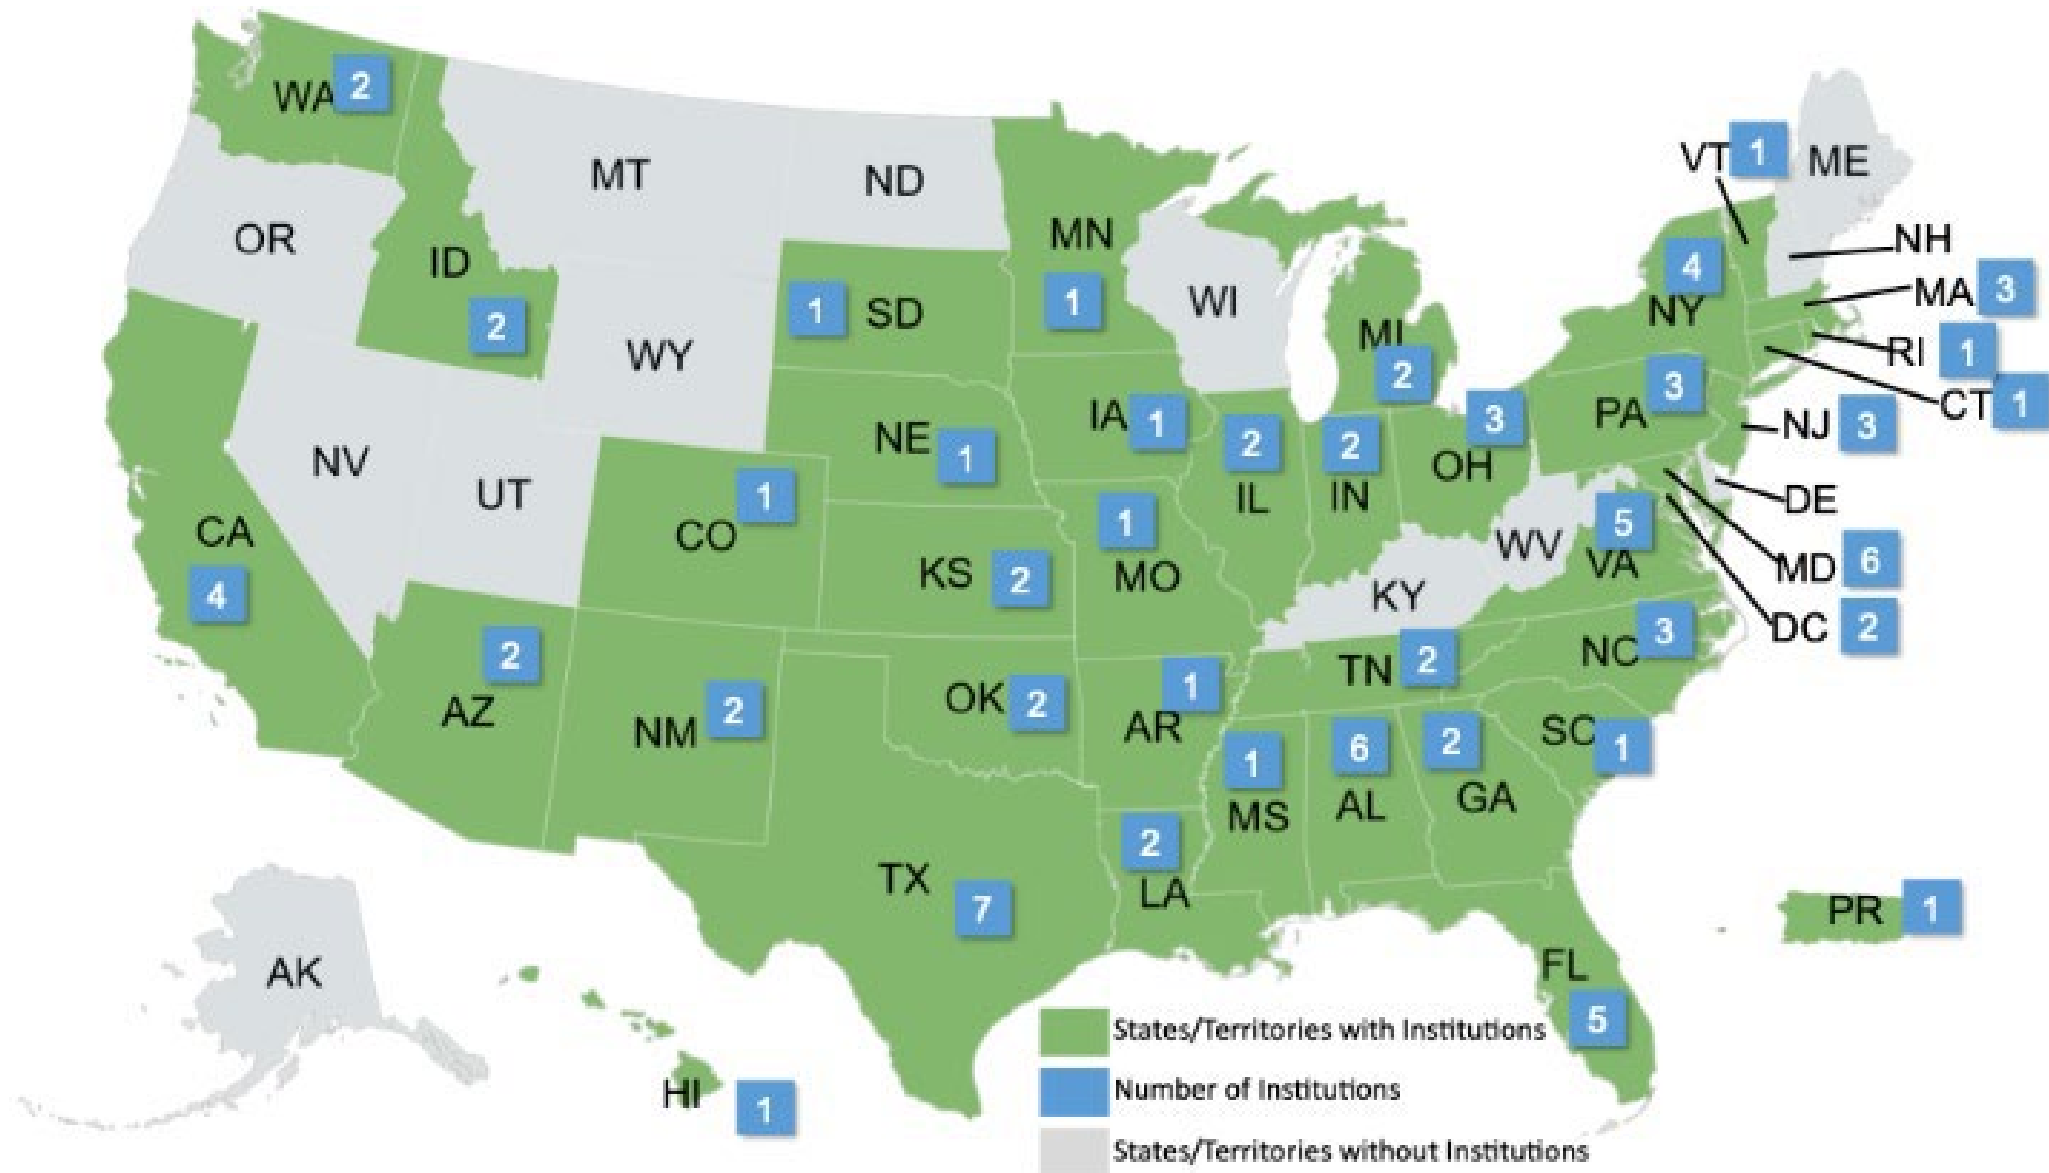 WA 2
MT
ND
VT 1
ME
OR
ID
2
MN
1
NH
NY
4
MA 3
1 SD
WI
MI
2
RI 1
WY
CT 1
IA 1
PA 3
NJ 3
NE 1
3
OH
2
IL
2
IN
NV
UT
CO 1
DE
CA
4
KS 2
1
MO
WV
5
VA
MD 6
KY
DC 2
NC 3
2
AZ
TN 2
NM 2
OK 2
1
AR
SC 1
1
MS
6
AL
2
GA
TX
7
2
LA
PR 1
AK
FL
5
HI 1
States/Territories with Institutions
Number of Institutions
States/Territories without Institutions